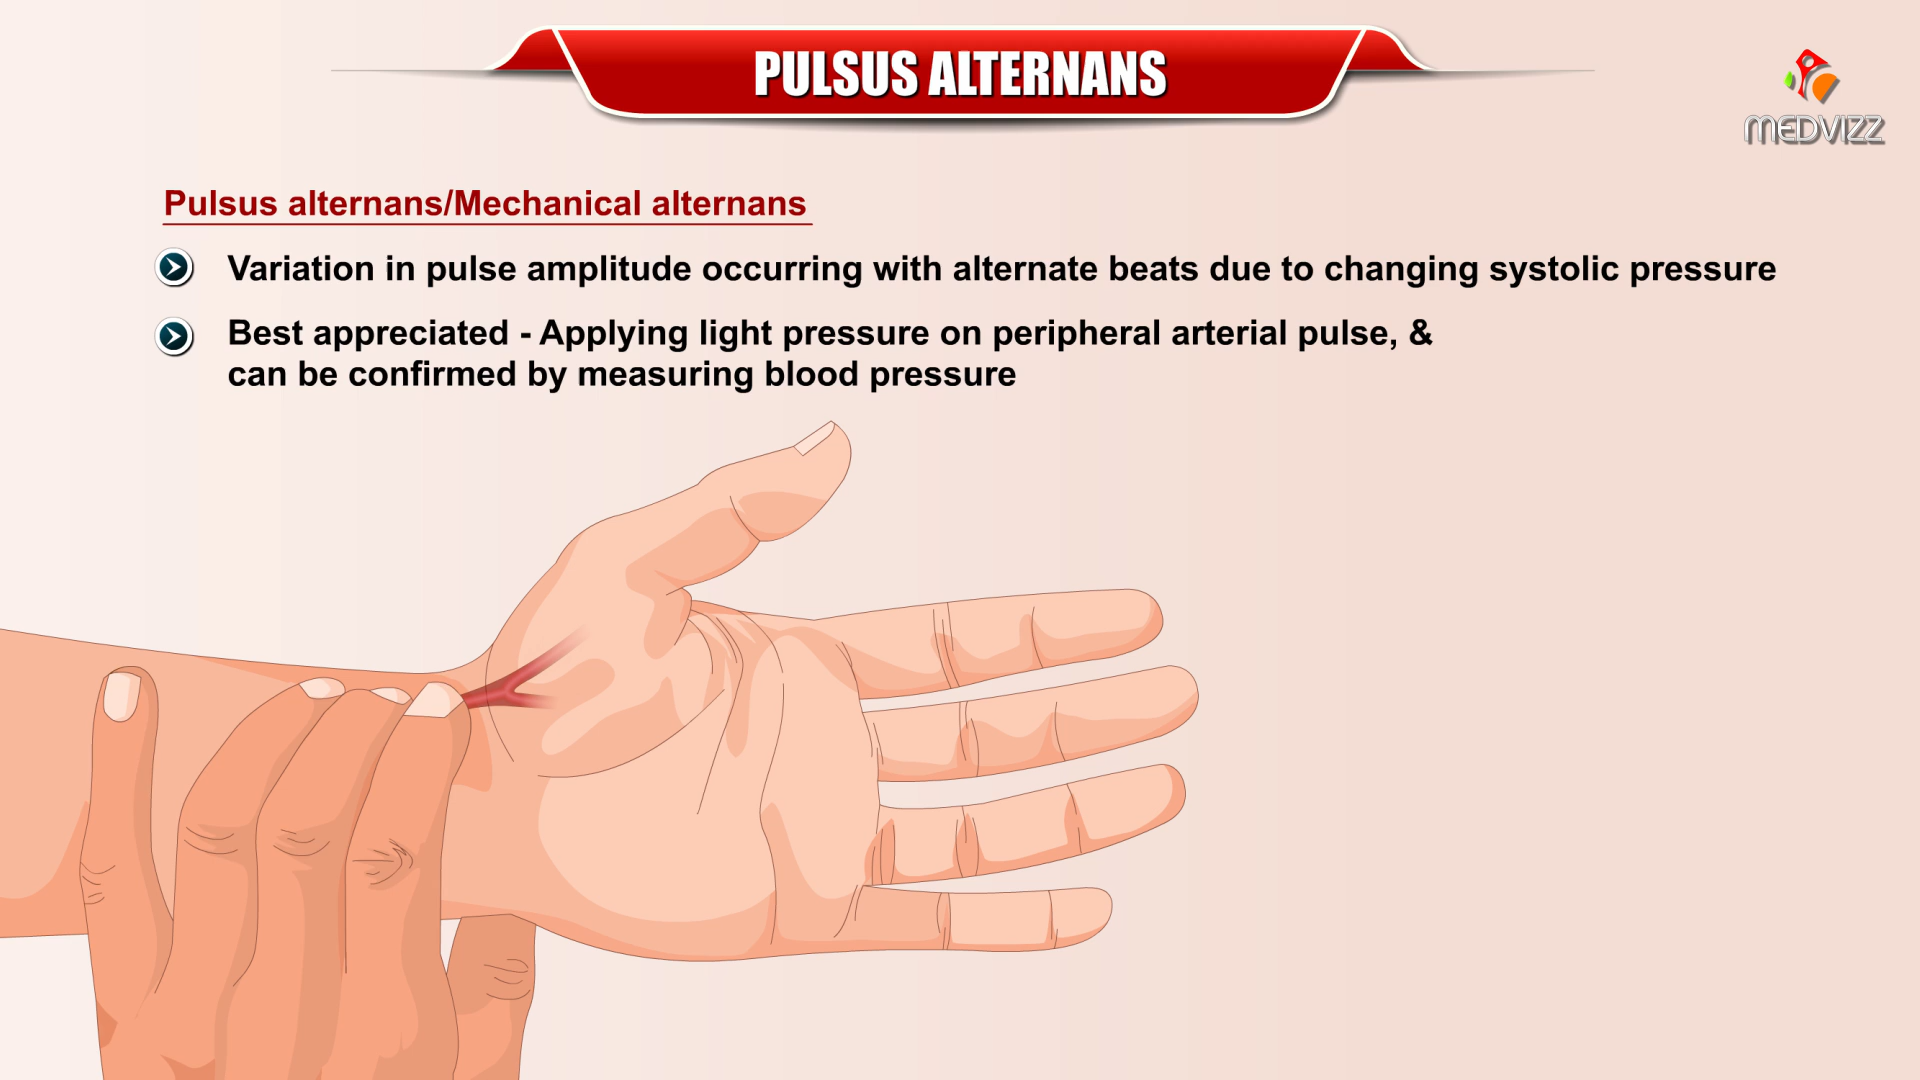 PULSUS ALTERNANS
MEDVIZZ
Pulsus alternans/Mechanical alternans
Variation in pulse amplitude occurring with alternate beats due to changing systolic pressure
Best appreciated - Applying light pressure on peripheral arterial pulse, &
can be confirmed by measuring blood pressure